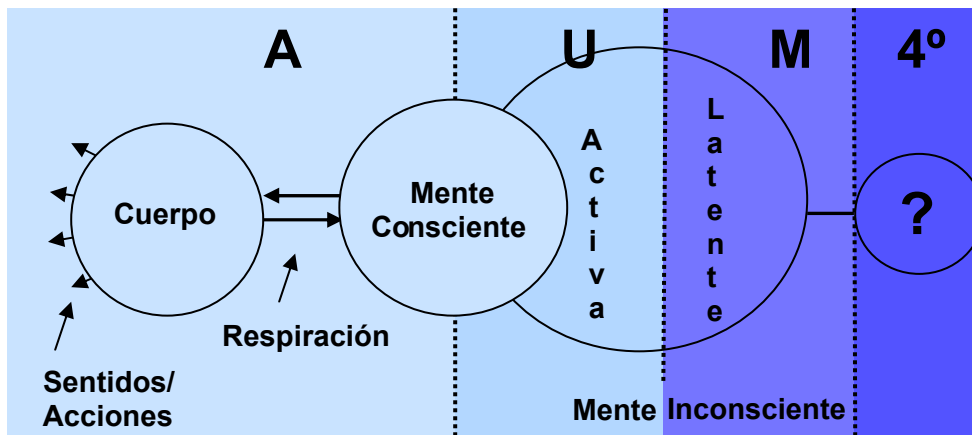 A U M 4º
Cuerpo
Mente
Consciente
Activa
Latente
?
Respiración
Sentidos/
Acciones
Mente Inconsciente